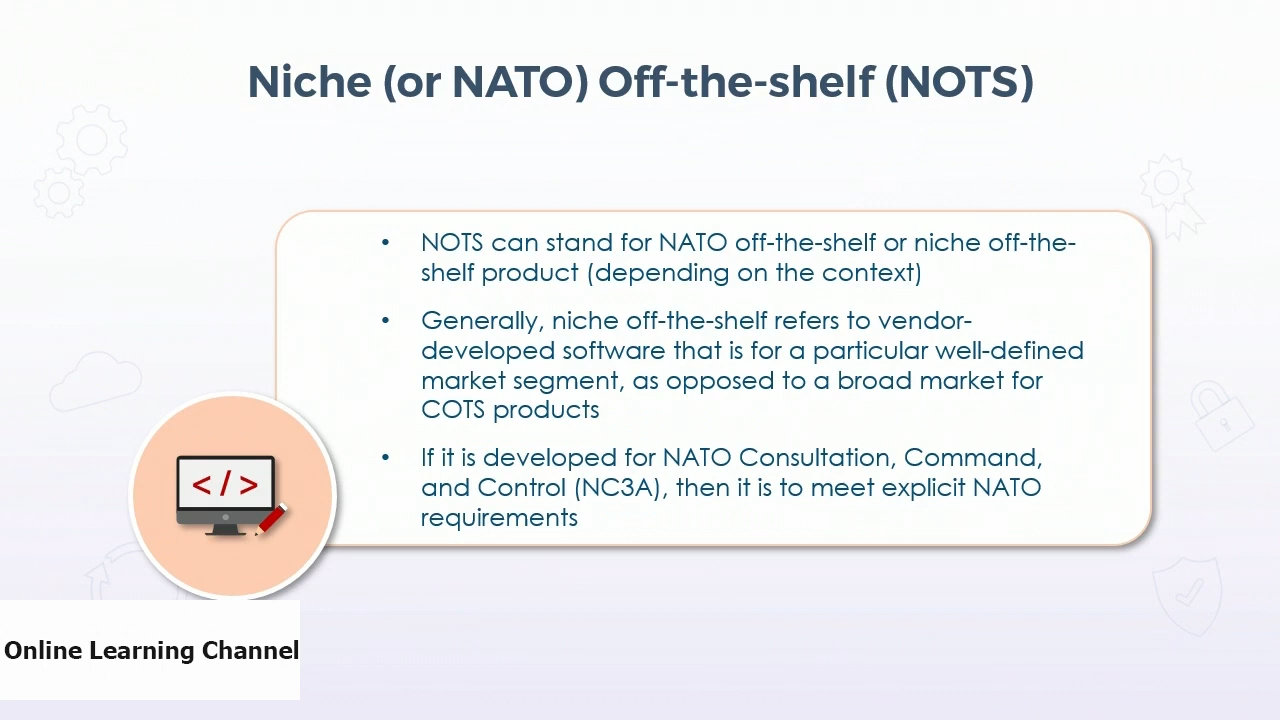 Niche (or NATO) Off-the-shelf (NOTS)
• NOTS can stand for NATO off-the-shelf or niche off-the-
shelf product (depending on the context)
• Generally, niche off-the-shelf refers to vendor-
developed software that is for a particular well-defined
market segment, as opposed to a broad market for
COTS products
• If it is developed for NATO Consultation, Command,
and Control (NC3A), then it is to meet explicit NATO
requirements
</>
Online Learning Channel